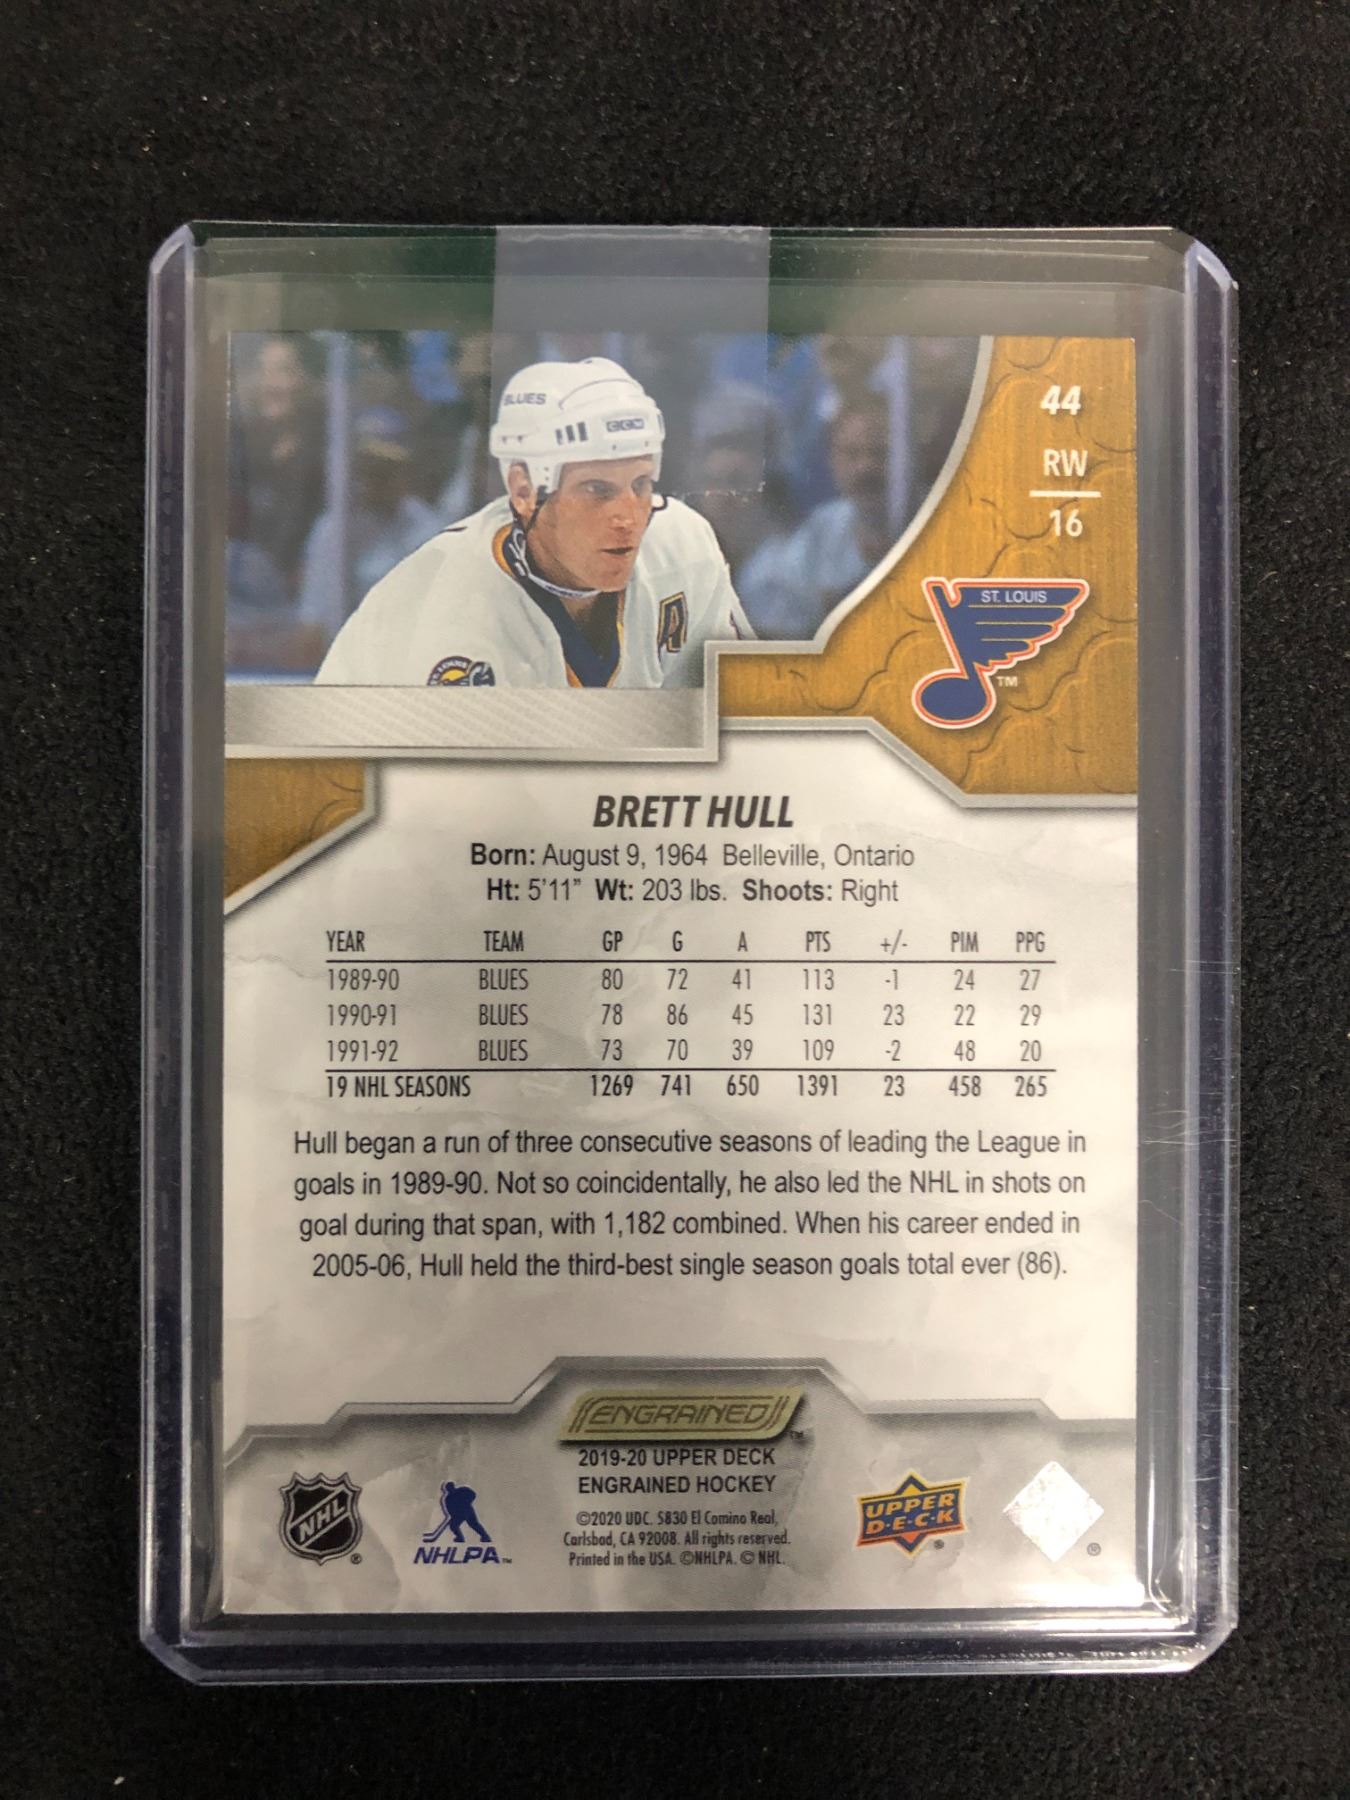 BLUES
CCM
A
44
RW
16
ST. LOUIS
TM
BRETT HULL
Born: August 9, 1964 Belleville, Ontario
Ht: 5'11" Wt: 203 lbs. Shoots: Right
YEAR TEAM GP G A PTS +/- PIM PPG
1989-90 BLUES 80 72 41 113 -1 24 27
1990-91 BLUES 78 86 45 131 23 22 29
1991-92 BLUES 73 70 39 109 -2 48 20
19 NHL SEASONS 1269 741 650 1391 23 458 265
Hull began a run of three consecutive seasons of leading the League in
goals in 1989-90. Not so coincidentally, he also led the NHL in shots on
goal during that span, with 1,182 combined. When his career ended in
2005-06, Hull held the third-best single season goals total ever (86).
ENGRAINED TM
2019-20 UPPER DECK
ENGRAINED HOCKEY
©2020 UDC. 5830 El Camino Real,
Carlsbad, CA 92008. All rights reserved.
Printed in the USA. ©NHLPA. © NHL.
NHL ®
NHLPA TM
UPPER
D·E·C·K ®
®